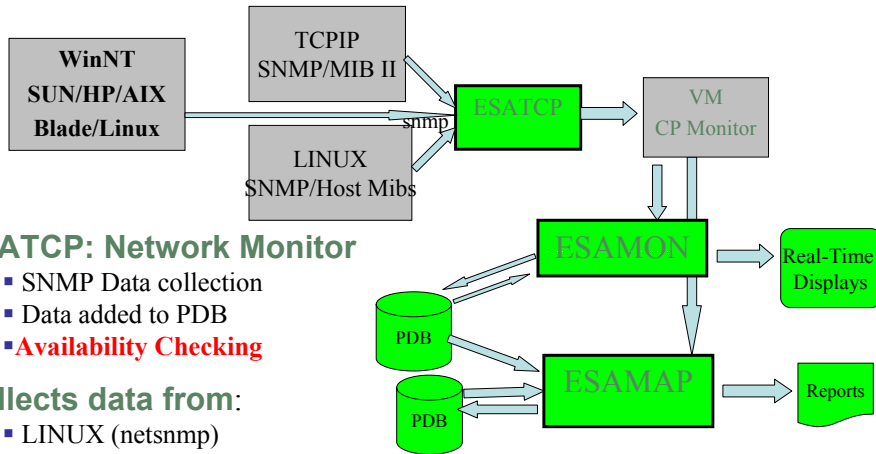 WinNT
SUN/HP/AIX
Blade/Linux
TCPIP
SNMP/MIB II
LINUX
SNMP/Host Mibs
snmp
ESATCP
VM
CP Monitor
ESAMON
Real-Time
Displays
PDB
ESAMAP
PDB
Reports
ATCP: Network Monitor
▪ SNMP Data collection
▪ Data added to PDB
▪Availability Checking
llects data from:
▪ LINUX (netsnmp)